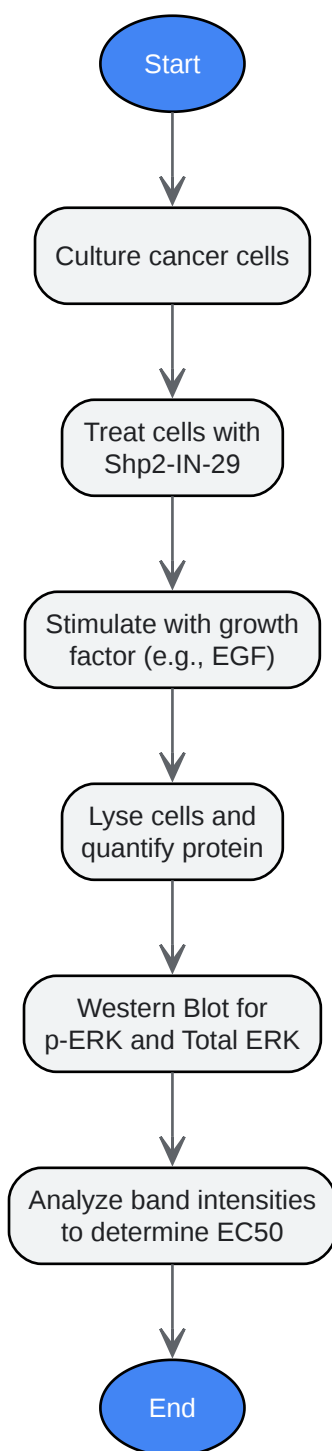 Start
Culture cancer cells
Treat cells with
Shp2-IN-29
Stimulate with growth
factor (e.g., EGF)
Lyse cells and
quantify protein
Western Blot for
p-ERK and Total ERK
Analyze band intensities
to determine EC50
End